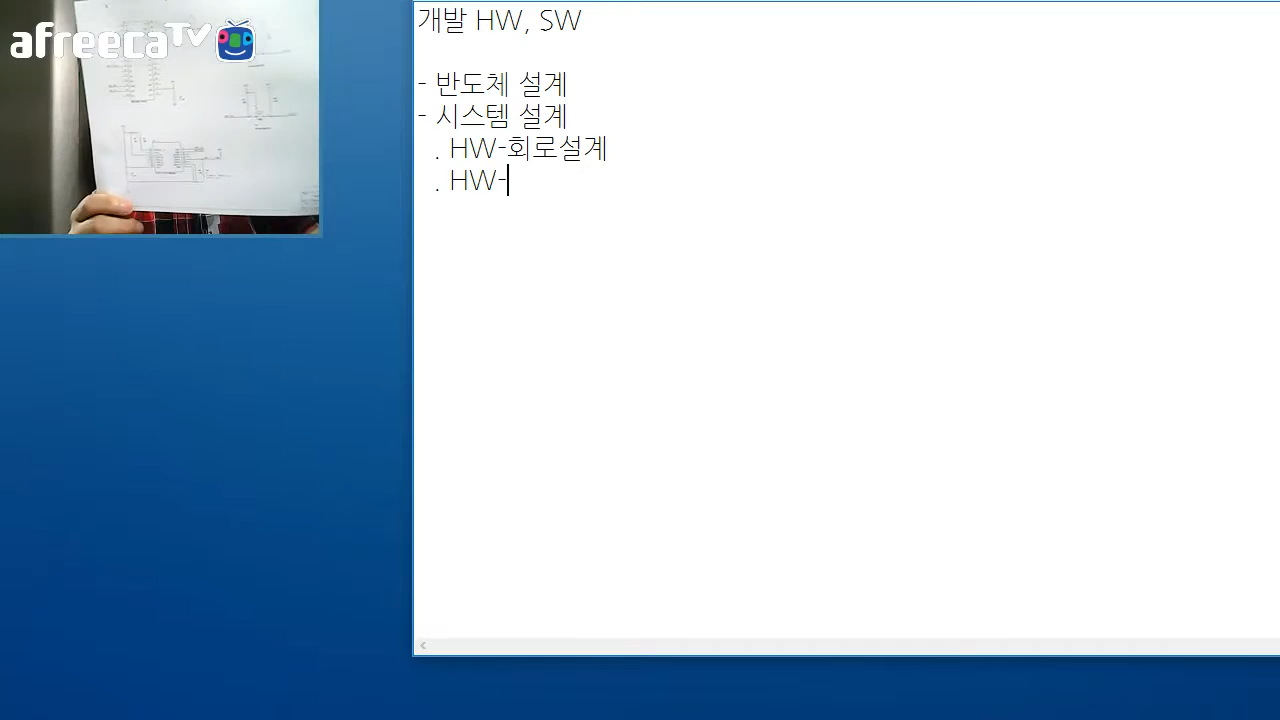 afreecaTV
개발 HW, SW
- 반도체 설계
- 시스템 설계
HW-회로설계
. HW-